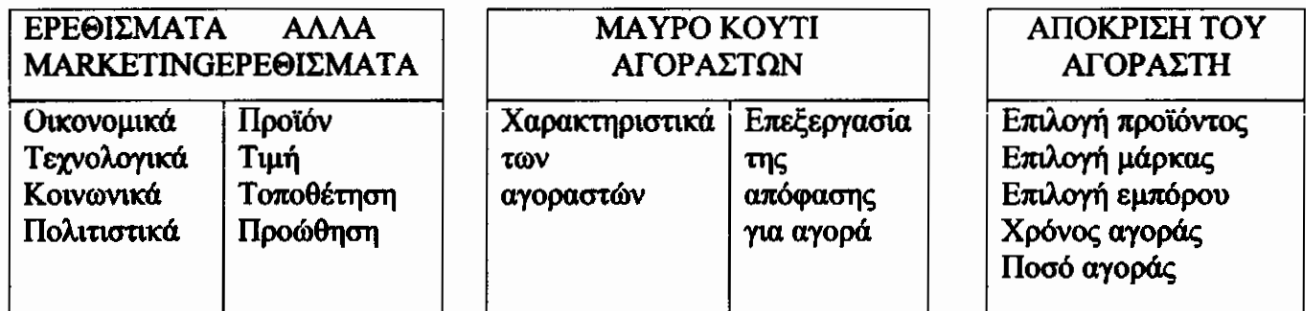 ΕΡΕΘΙΣΜΑΤΑ ΑΛΛΑ
MARKETINGΕΡΕΘΙΣΜΑΤΑ
Οικονομικά
Τεχνολογικά
Κοινωνικά
Πολιτιστικά
Προϊόν
Τιμή
Τοποθέτηση
Προώθηση
ΜΑΥΡΟ ΚΟΥΤΙ
ΑΓΟΡΑΣΤΩΝ
Χαρακτηριστικά
των
αγοραστών
Επεξεργασία
της
απόφασης
για αγορά
ΑΠΟΚΡΙΣΗ ΤΟΥ
ΑΓΟΡΑΣΤΗ
Επιλογή προϊόντος
Επιλογή μάρκας
Επιλογή εμπόρου
Χρόνος αγοράς
Ποσό αγοράς